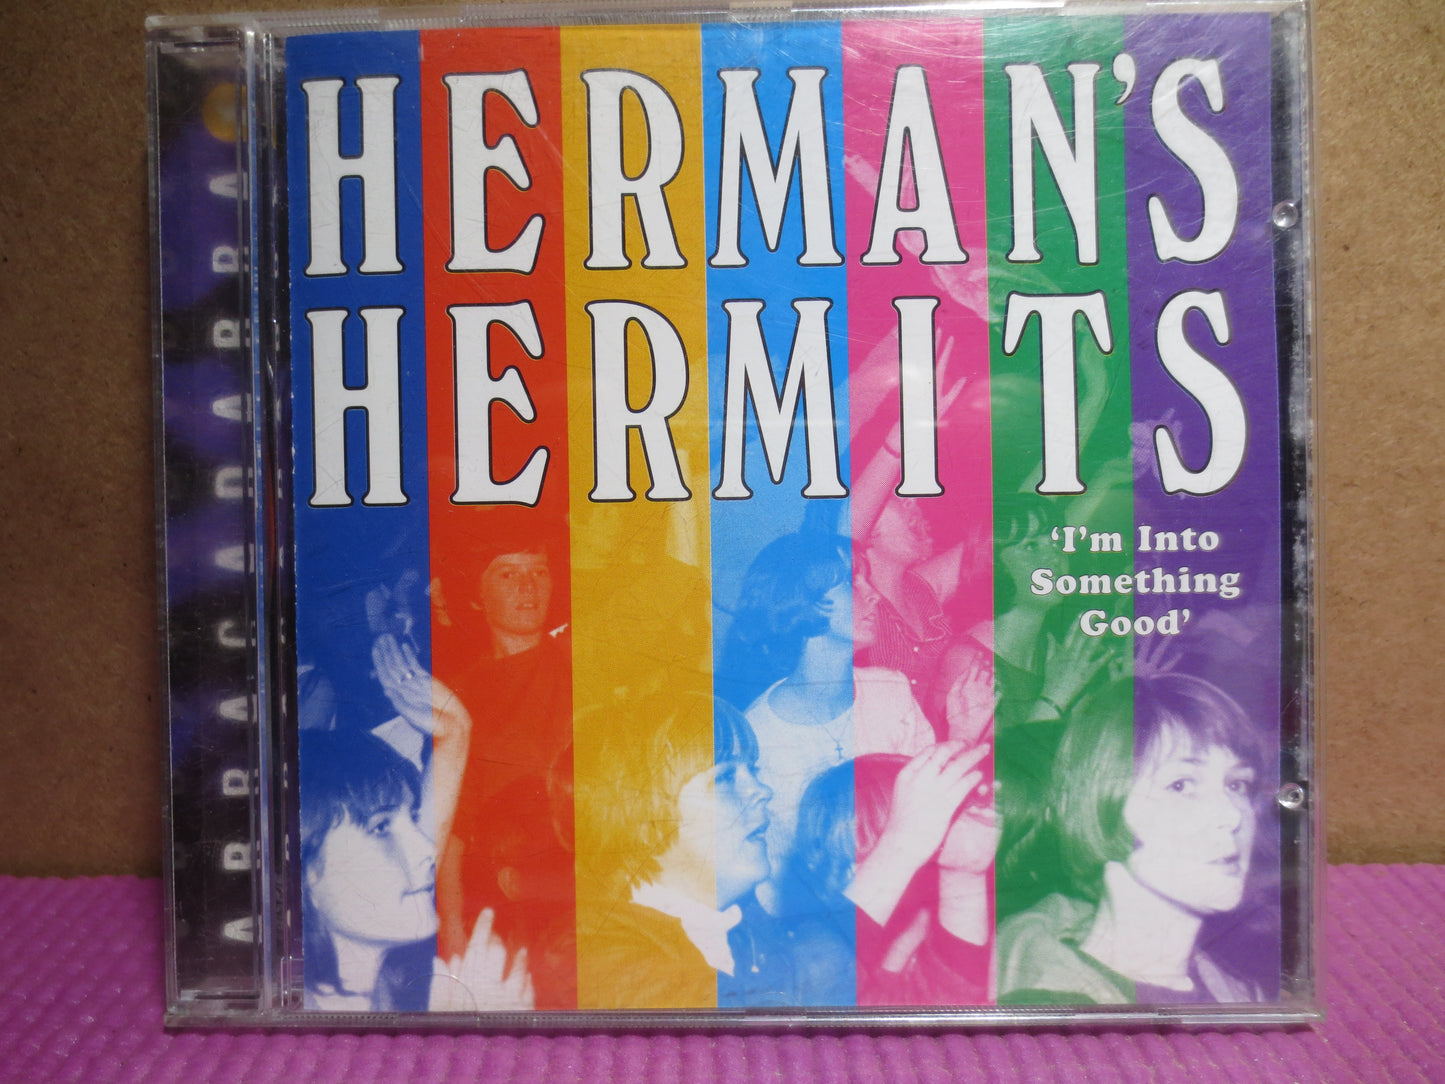 HERMAN'S
HERMITS
'I'm Into
Something
Good'
ABRACADABRA